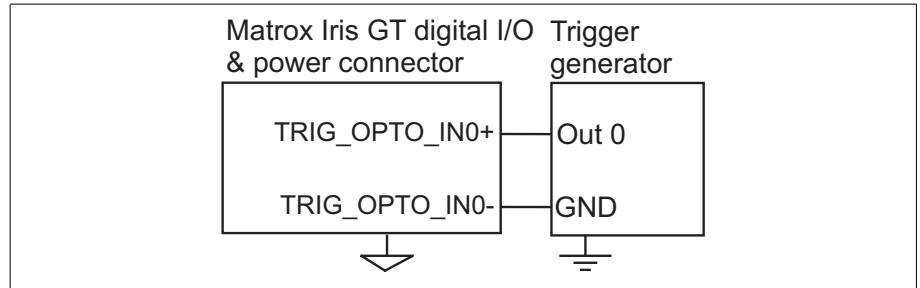 Matrox Iris GT digital I/O
& power connector
Trigger
generator
TRIG_OPTO_IN0+
Out 0
TRIG_OPTO_IN0-
GND